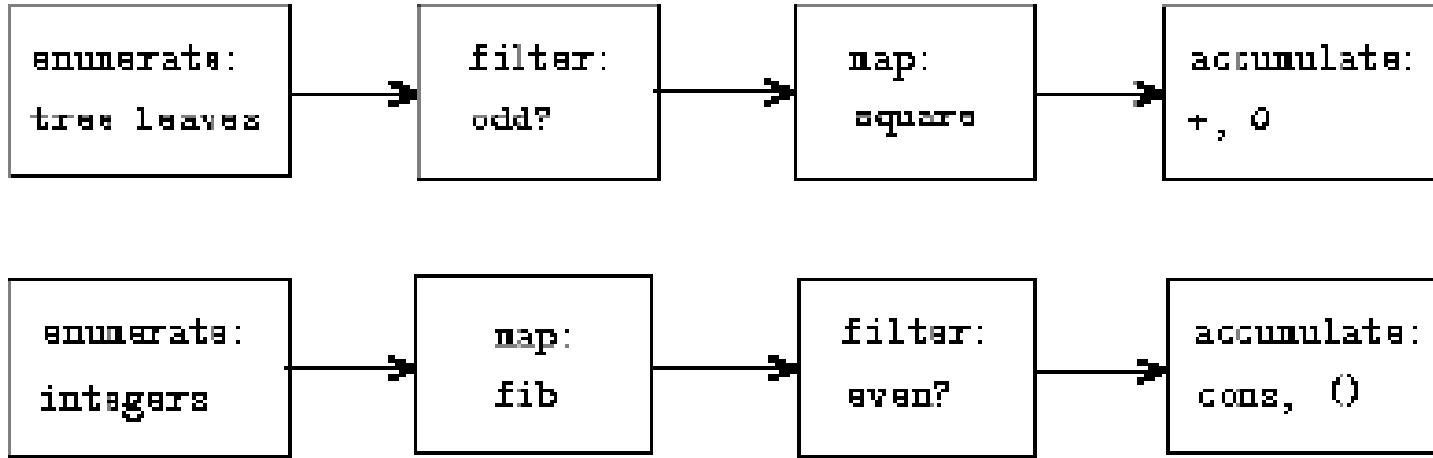 enumerate:
tree leaves
filter:
odd?
map:
square
accumulate:
+, 0
enumerate:
integers
map:
fib
filter:
even?
accumulate:
cons, ()